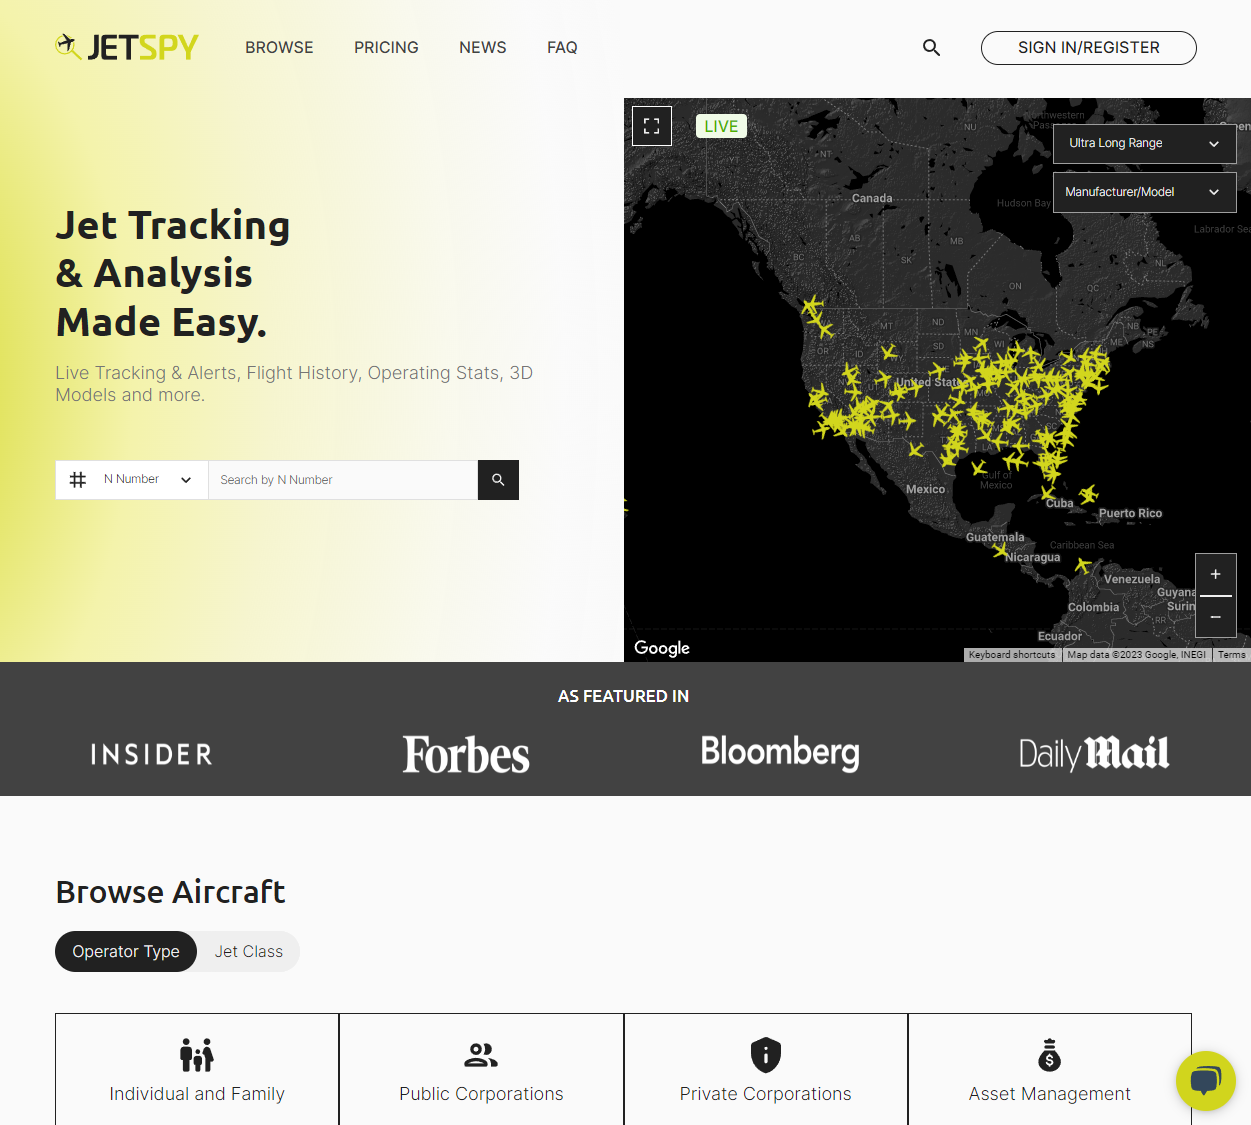 JETSPY
BROWSE
PRICING
NEWS
FAQ
SIGN IN/REGISTER
Jet Tracking
& Analysis
Made Easy.
Live Tracking & Alerts, Flight History, Operating Stats, 3D
Models and more.
N Number
Search by N Number
LIVE
Ultra Long Range
Manufacturer/Model
Northwestern
NU
YT
NT
Canada
Hudson Bay
Labrador Sea
AB
MB
BC
SK
NL
ON
QC
MT
ND
MN
NB
PE
ME
NS
OR
ID
SD
WI
UT
United States
LA
Gulf of
Mexico
Mexico
Cuba
Puerto Rico
Guatemala
Caribbean Sea
Nicaragua
Venezuela
Guyana
Colombia
Surin
RR
Ecuador
+
−
Google
Keyboard shortcuts
Map data ©2023 Google, INEGI
Terms
AS FEATURED IN
INSIDER
Forbes
Bloomberg
Daily Mail
Browse Aircraft
Operator Type
Jet Class
Individual and Family
Public Corporations
Private Corporations
Asset Management